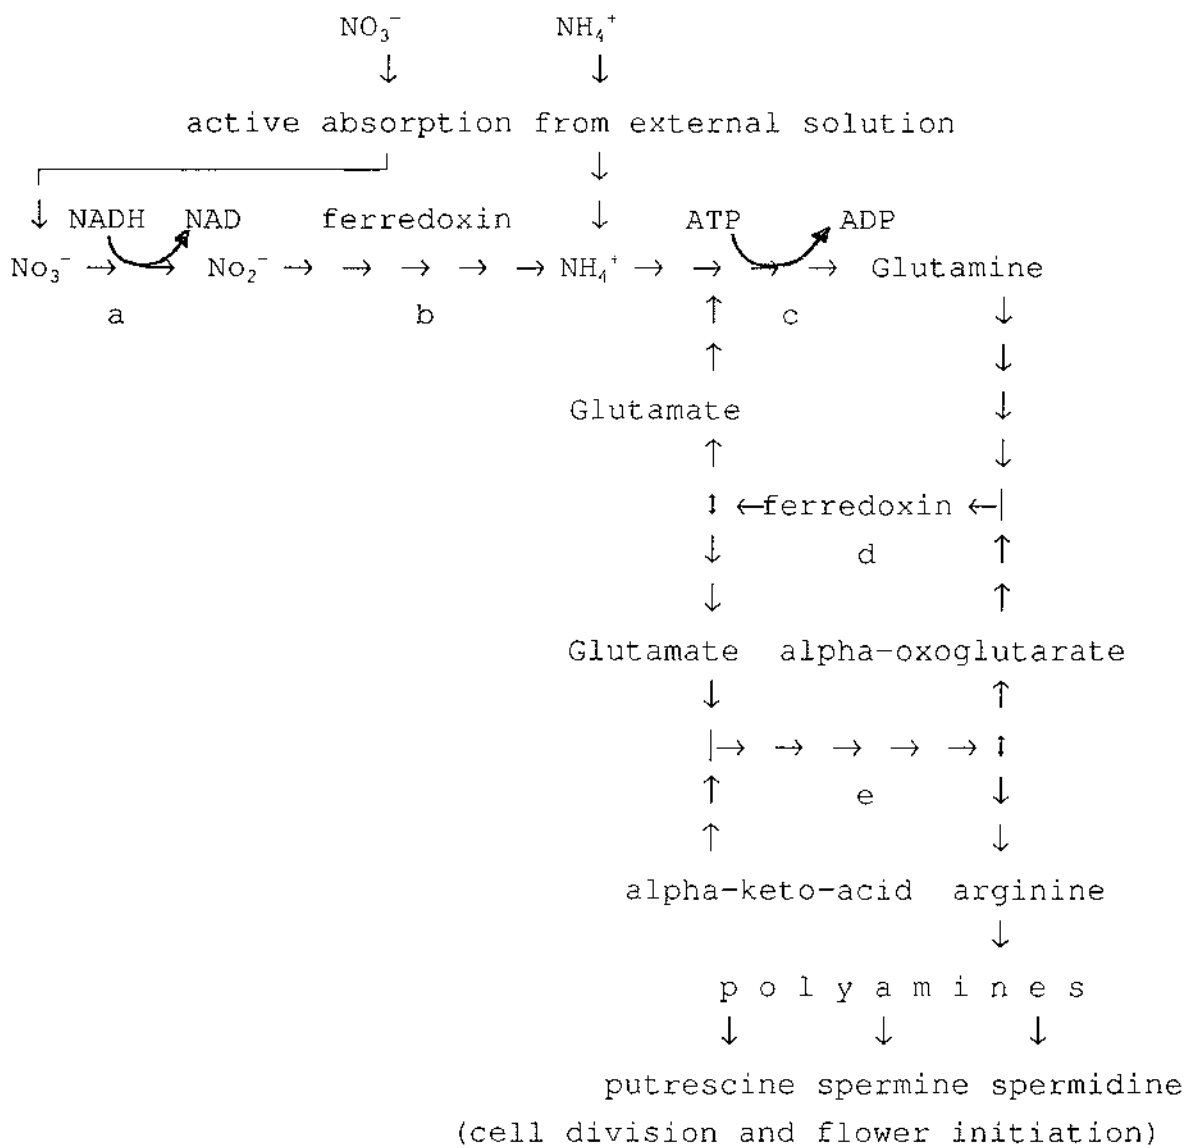 NO₃⁻ NH₄⁺
↓ ↓
active absorption from external solution
↓
↓ NADH NAD ferredoxin ↓ ATP ADP
No₃⁻ → → No₂⁻ → → → → → NH₄⁺ → → → → Glutamine
a b ↑ c ↓
↑ ↓
Glutamate ↓
↑ ↓
↕ ←ferredoxin ←|
↓ d ↑
↓ ↑
Glutamate alpha-oxoglutarate
↓ ↑
|→ → → → → ↕
↑ e ↓
↑ ↓
alpha-keto-acid arginine
↓
p o l y a m i n e s
↓ ↓ ↓
putrescine spermine spermidine
(cell division and flower initiation)